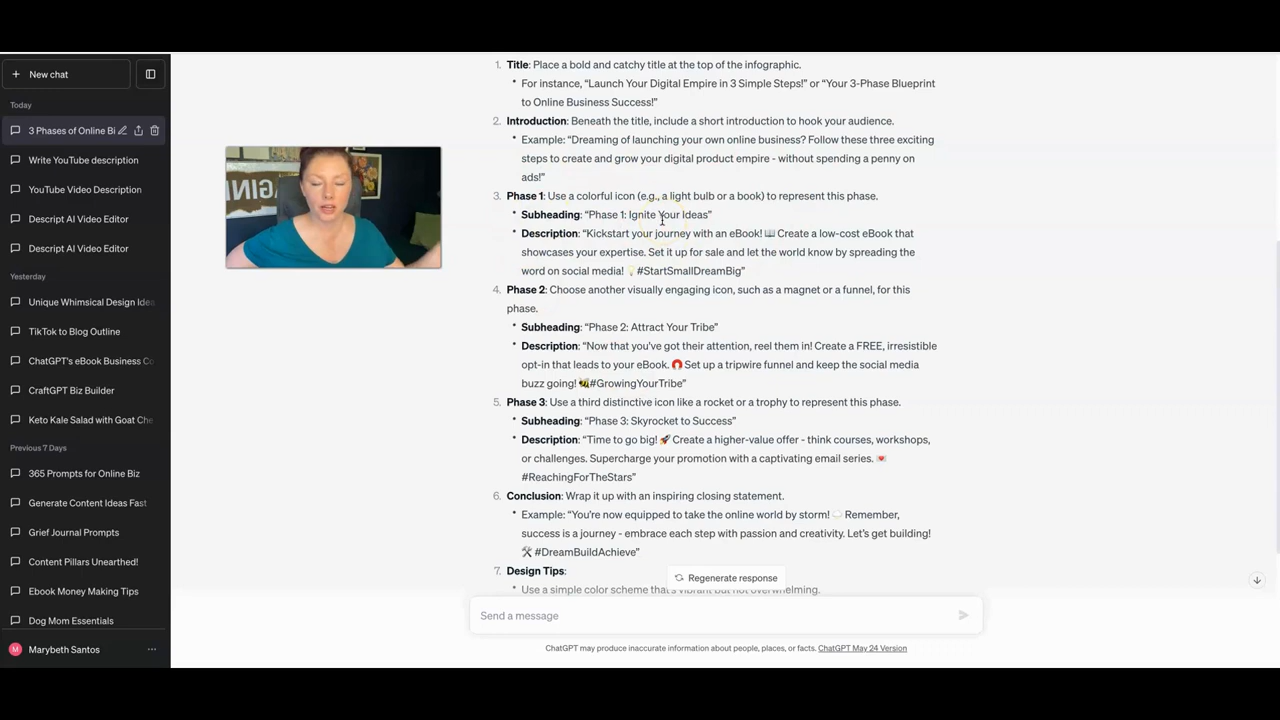 New chat
Today
3 Phases of Online Bi
Write YouTube description
YouTube Video Description
Descript AI Video Editor
Descript AI Video Editor
Yesterday
Unique Whimsical Design Idea
TikTok to Blog Outline
ChatGPT's eBook Business Co
CraftGPT Biz Builder
Keto Kale Salad with Goat Che
Previous 7 Days
365 Prompts for Online Biz
Generate Content Ideas Fast
Grief Journal Prompts
Content Pillars Unearthed!
Ebook Money Making Tips
Dog Mom Essentials
Marybeth Santos
1. Title: Place a bold and catchy title at the top of the infographic.
• For instance, “Launch Your Digital Empire in 3 Simple Steps!” or “Your 3-Phase Blueprint
to Online Business Success!”
2. Introduction: Beneath the title, include a short introduction to hook your audience.
• Example: “Dreaming of launching your own online business? Follow these three exciting
steps to create and grow your digital product empire - without spending a penny on
ads!”
3. Phase 1: Use a colorful icon (e.g., a light bulb or a book) to represent this phase.
• Subheading: “Phase 1: Ignite Your Ideas”
• Description: “Kickstart your journey with an eBook! 📖 Create a low-cost eBook that
showcases your expertise. Set it up for sale and let the world know by spreading the
word on social media! 💡 #StartSmallDreamBig”
4. Phase 2: Choose another visually engaging icon, such as a magnet or a funnel, for this
phase.
• Subheading: “Phase 2: Attract Your Tribe”
• Description: “Now that you've got their attention, reel them in! Create a FREE, irresistible
opt-in that leads to your eBook. 🧲 Set up a tripwire funnel and keep the social media
buzz going! 🐝#GrowingYourTribe”
5. Phase 3: Use a third distinctive icon like a rocket or a trophy to represent this phase.
• Subheading: “Phase 3: Skyrocket to Success”
• Description: “Time to go big! 🚀 Create a higher-value offer - think courses, workshops,
or challenges. Supercharge your promotion with a captivating email series. 💌
#ReachingForTheStars”
6. Conclusion: Wrap it up with an inspiring closing statement.
• Example: “You're now equipped to take the online world by storm! 🌩 Remember,
success is a journey - embrace each step with passion and creativity. Let's get building!
🛠 #DreamBuildAchieve”
7. Design Tips:
• Use a simple color scheme that's vibrant but not overwhelming.
Regenerate response
Send a message
ChatGPT may produce inaccurate information about people, places, or facts. ChatGPT May 24 Version